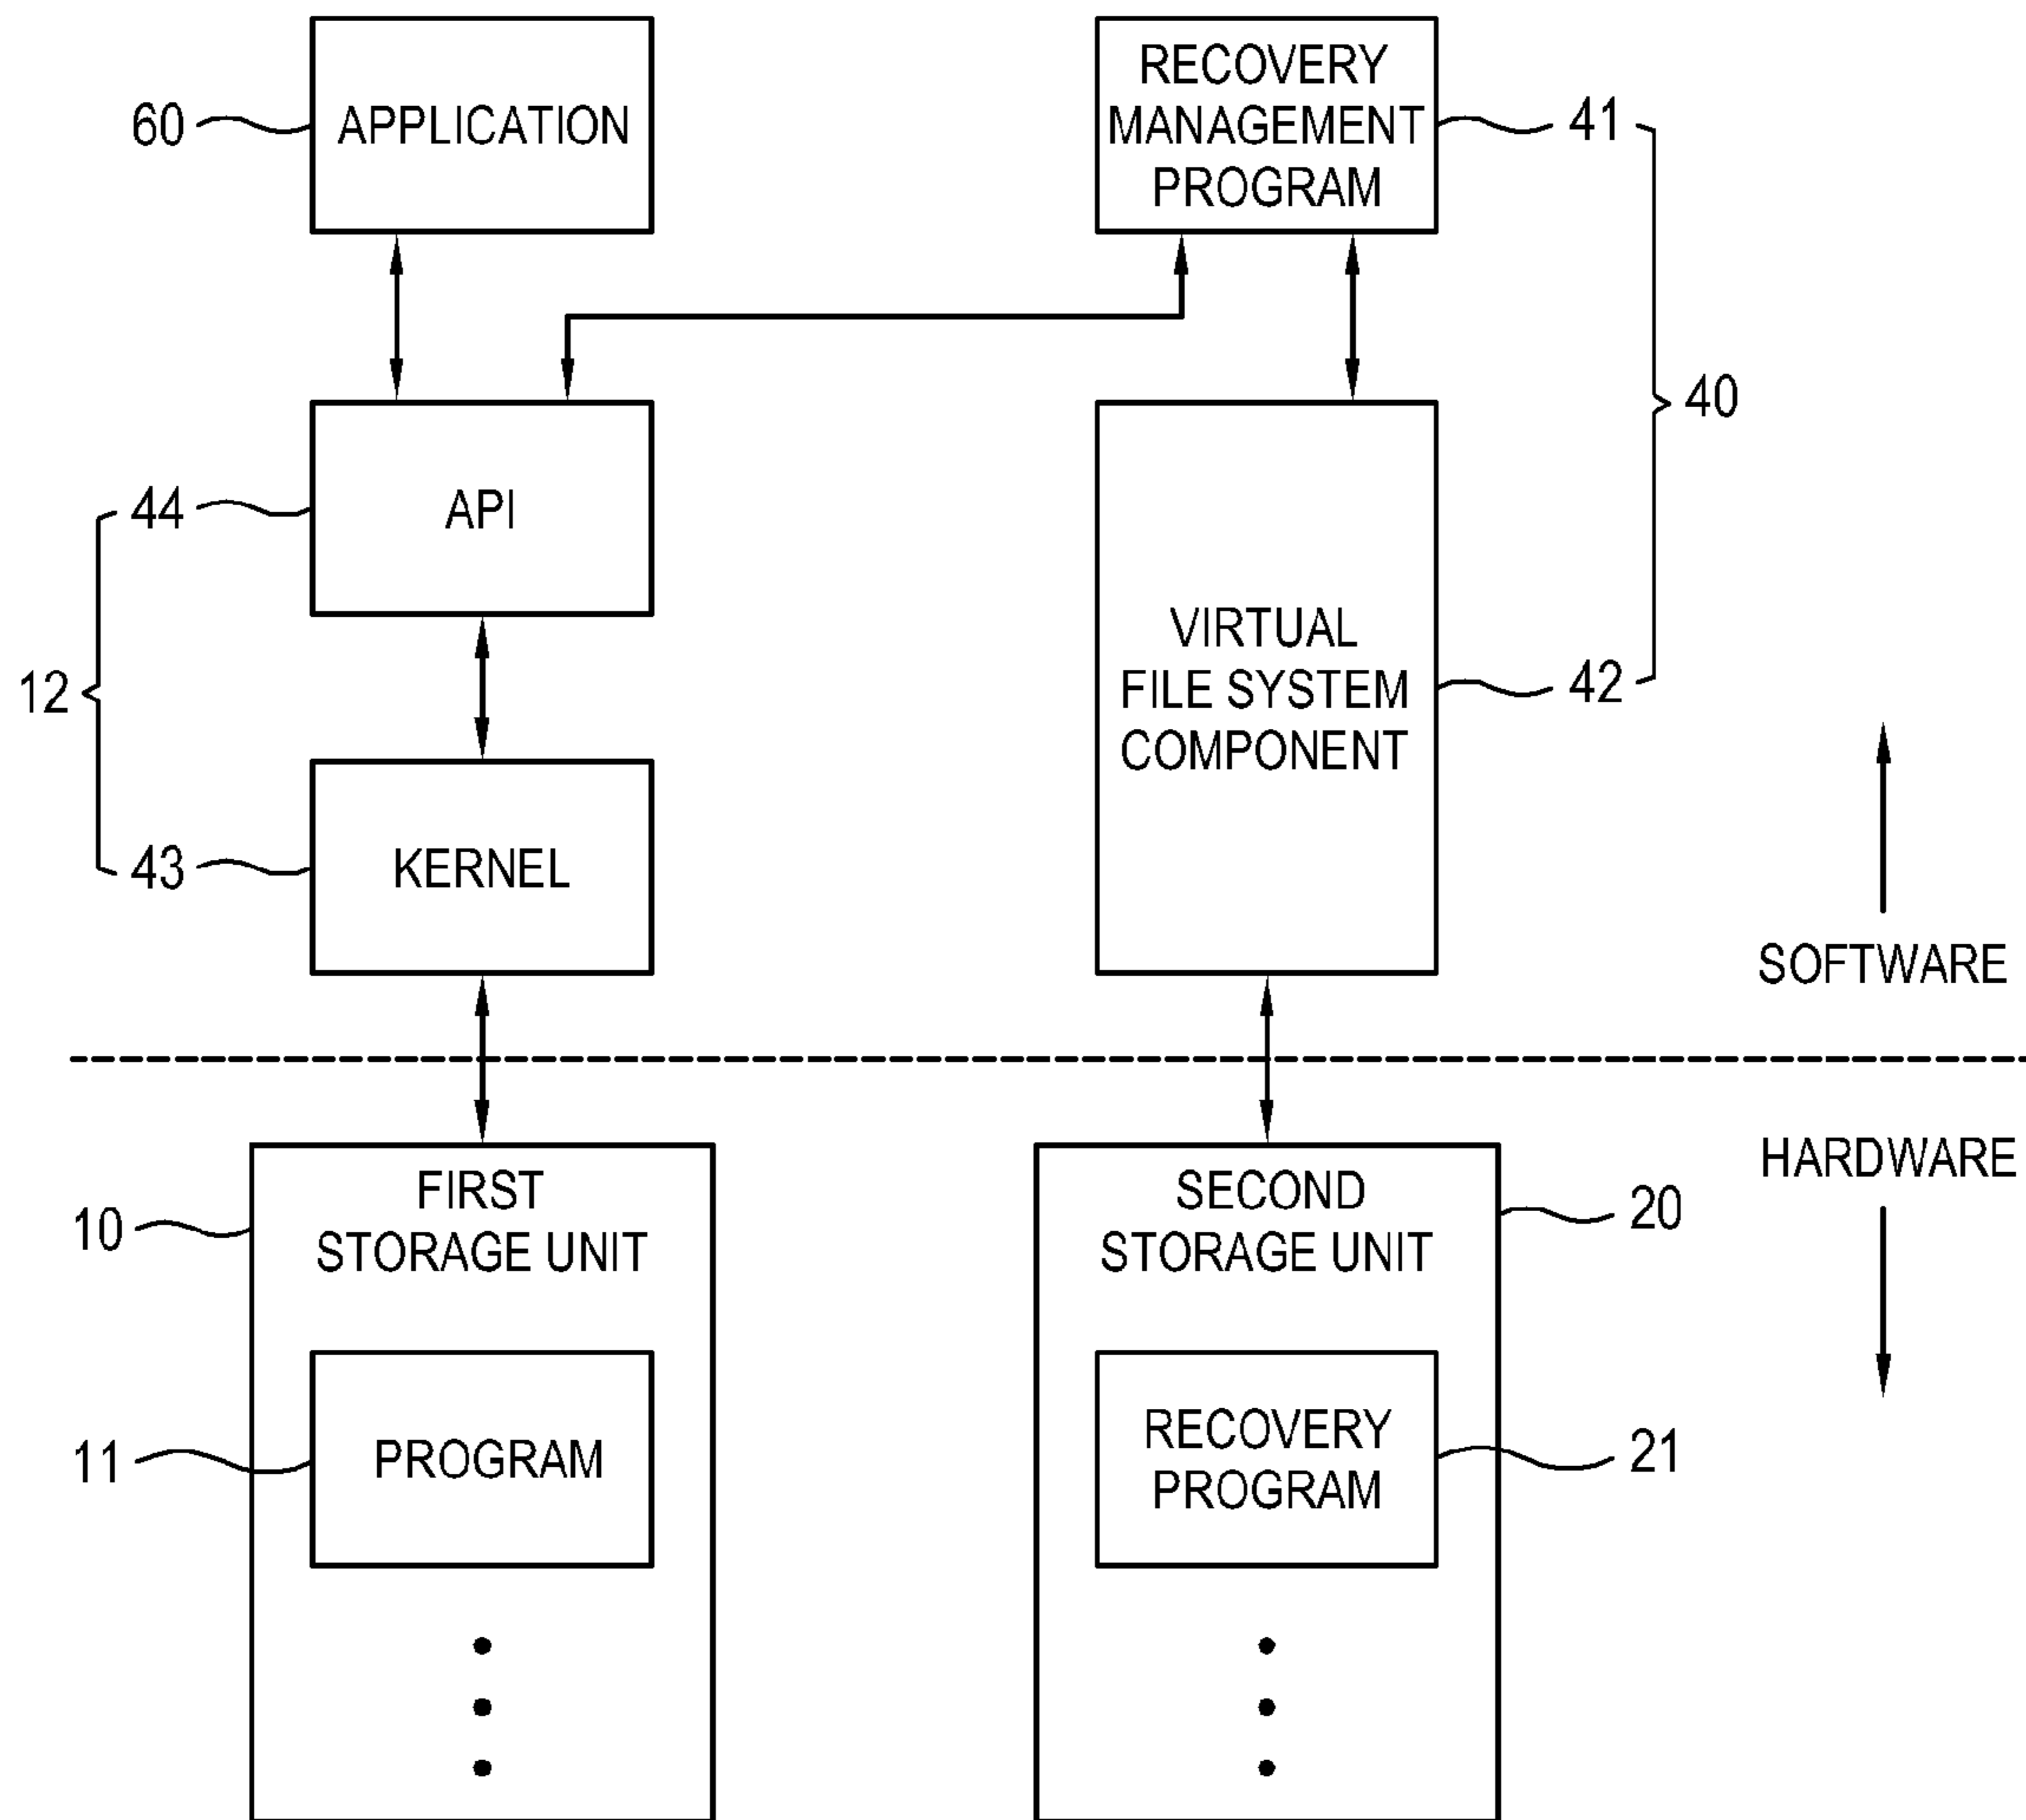 60
APPLICATION
RECOVERY
MANAGEMENT
PROGRAM
41
40
44
API
12
43
KERNEL
VIRTUAL
FILE SYSTEM
COMPONENT
42
SOFTWARE
HARDWARE
10
FIRST
STORAGE UNIT
11
PROGRAM
SECOND
STORAGE UNIT
20
RECOVERY
PROGRAM
21